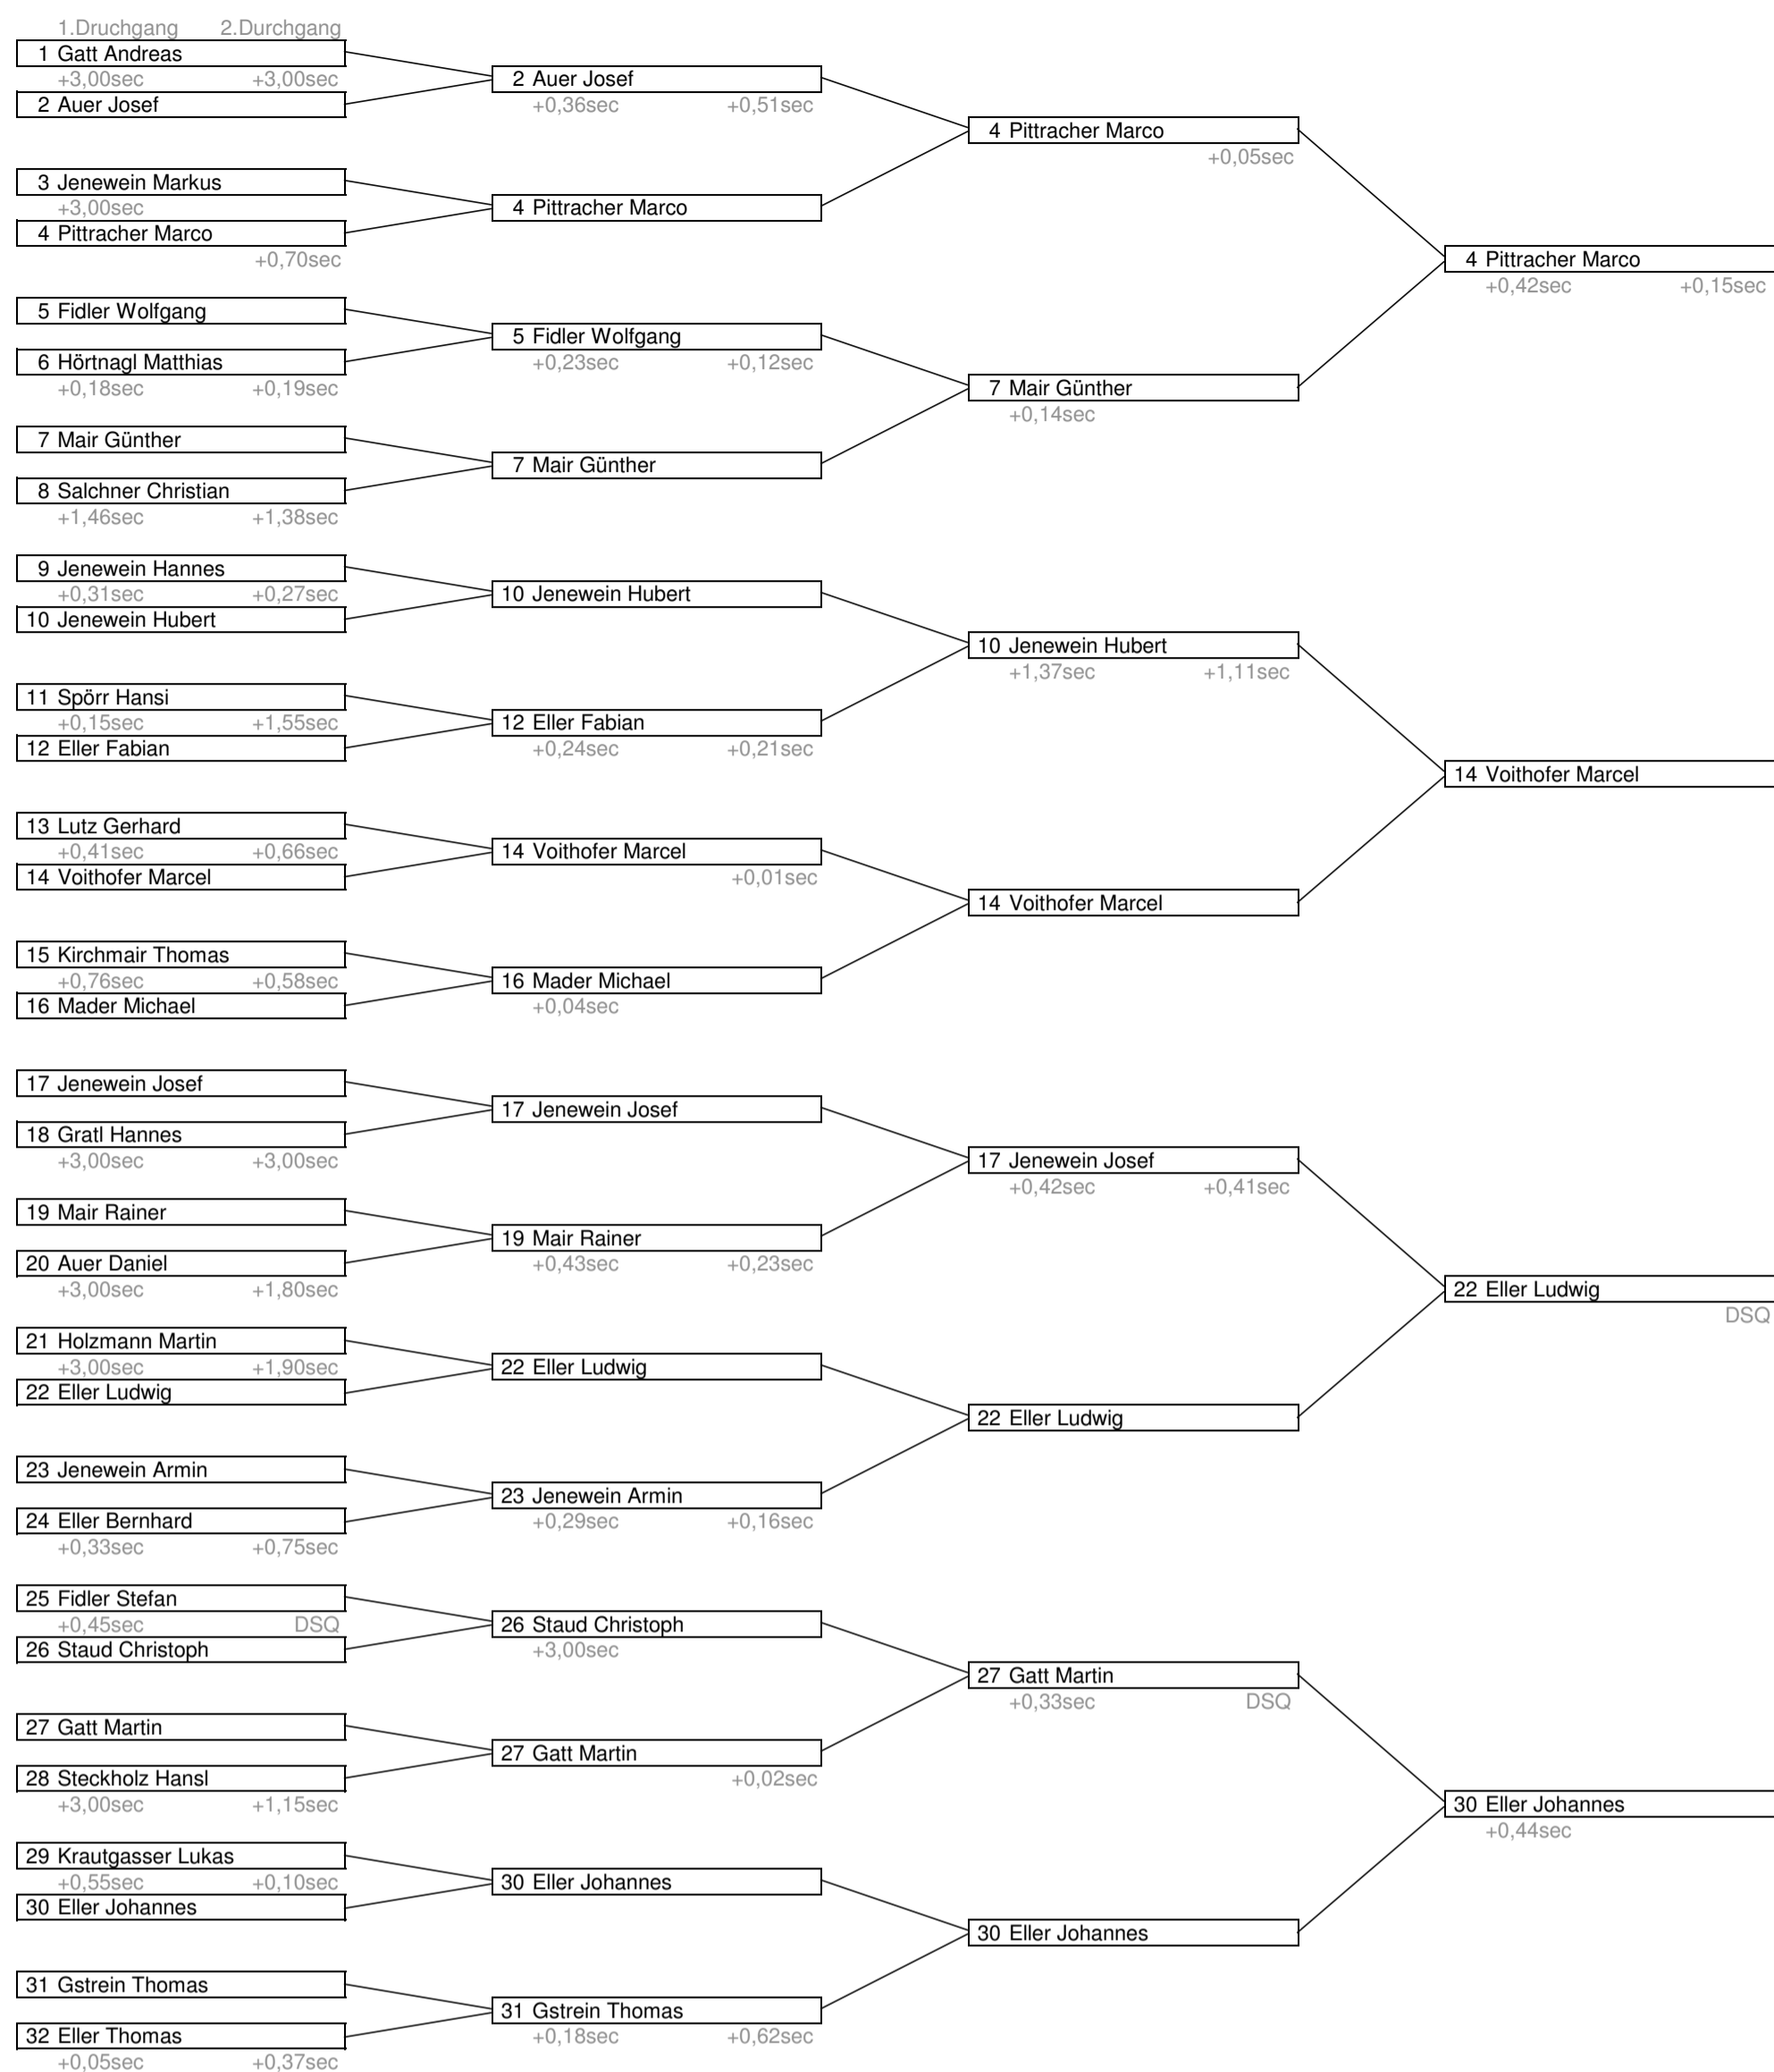 1.Druchgang 2.Durchgang
1 Gatt Andreas
+3,00sec +3,00sec
2 Auer Josef
3 Jenewein Markus
+3,00sec
4 Pittracher Marco
+0,70sec
5 Fidler Wolfgang
6 Hörtnagl Matthias
+0,18sec +0,19sec
7 Mair Günther
8 Salchner Christian
+1,46sec +1,38sec
9 Jenewein Hannes
+0,31sec +0,27sec
10 Jenewein Hubert
11 Spörr Hansi
+0,15sec +1,55sec
12 Eller Fabian
13 Lutz Gerhard
+0,41sec +0,66sec
14 Voithofer Marcel
15 Kirchmair Thomas
+0,76sec +0,58sec
16 Mader Michael
17 Jenewein Josef
18 Gratl Hannes
+3,00sec +3,00sec
19 Mair Rainer
20 Auer Daniel
+3,00sec +1,80sec
21 Holzmann Martin
+3,00sec +1,90sec
22 Eller Ludwig
23 Jenewein Armin
24 Eller Bernhard
+0,33sec +0,75sec
25 Fidler Stefan
+0,45sec DSQ
26 Staud Christoph
27 Gatt Martin
28 Steckholz Hansl
+3,00sec +1,15sec
29 Krautgasser Lukas
+0,55sec +0,10sec
30 Eller Johannes
31 Gstrein Thomas
32 Eller Thomas
+0,05sec +0,37sec
2 Auer Josef
+0,36sec +0,51sec
4 Pittracher Marco
5 Fidler Wolfgang
+0,23sec +0,12sec
7 Mair Günther
10 Jenewein Hubert
12 Eller Fabian
+0,24sec +0,21sec
14 Voithofer Marcel
+0,01sec
16 Mader Michael
+0,04sec
17 Jenewein Josef
19 Mair Rainer
+0,43sec +0,23sec
22 Eller Ludwig
23 Jenewein Armin
+0,29sec +0,16sec
26 Staud Christoph
+3,00sec
27 Gatt Martin
+0,02sec
30 Eller Johannes
31 Gstrein Thomas
+0,18sec +0,62sec
4 Pittracher Marco
+0,05sec
7 Mair Günther
+0,14sec
10 Jenewein Hubert
+1,37sec +1,11sec
14 Voithofer Marcel
17 Jenewein Josef
+0,42sec +0,41sec
22 Eller Ludwig
27 Gatt Martin
+0,33sec DSQ
30 Eller Johannes
4 Pittracher Marco
+0,42sec +0,15sec
14 Voithofer Marcel
22 Eller Ludwig
DSQ
30 Eller Johannes
+0,44sec